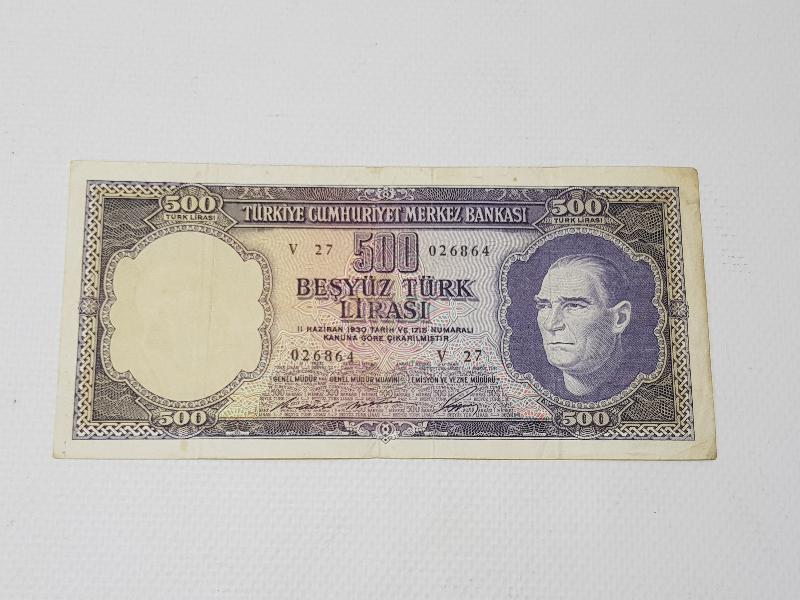 500 TÜRKİYE CUMHURİYET MERKEZ BANKASI 500
TÜRK LİRASI TÜRK LİRASI
V 27 500 026864
BEŞYÜZ TÜRK
LİRASI
11 HAZİRAN 1930 TARİH VE 1715 NUMARALI
KANUNA GÖRE ÇIKARILMIŞTIR
026864 V 27
GENEL MÜDÜR GENEL MÜDÜR MUAVİNİ EMİSYON VE VEZNE MÜDÜRÜ
500 500